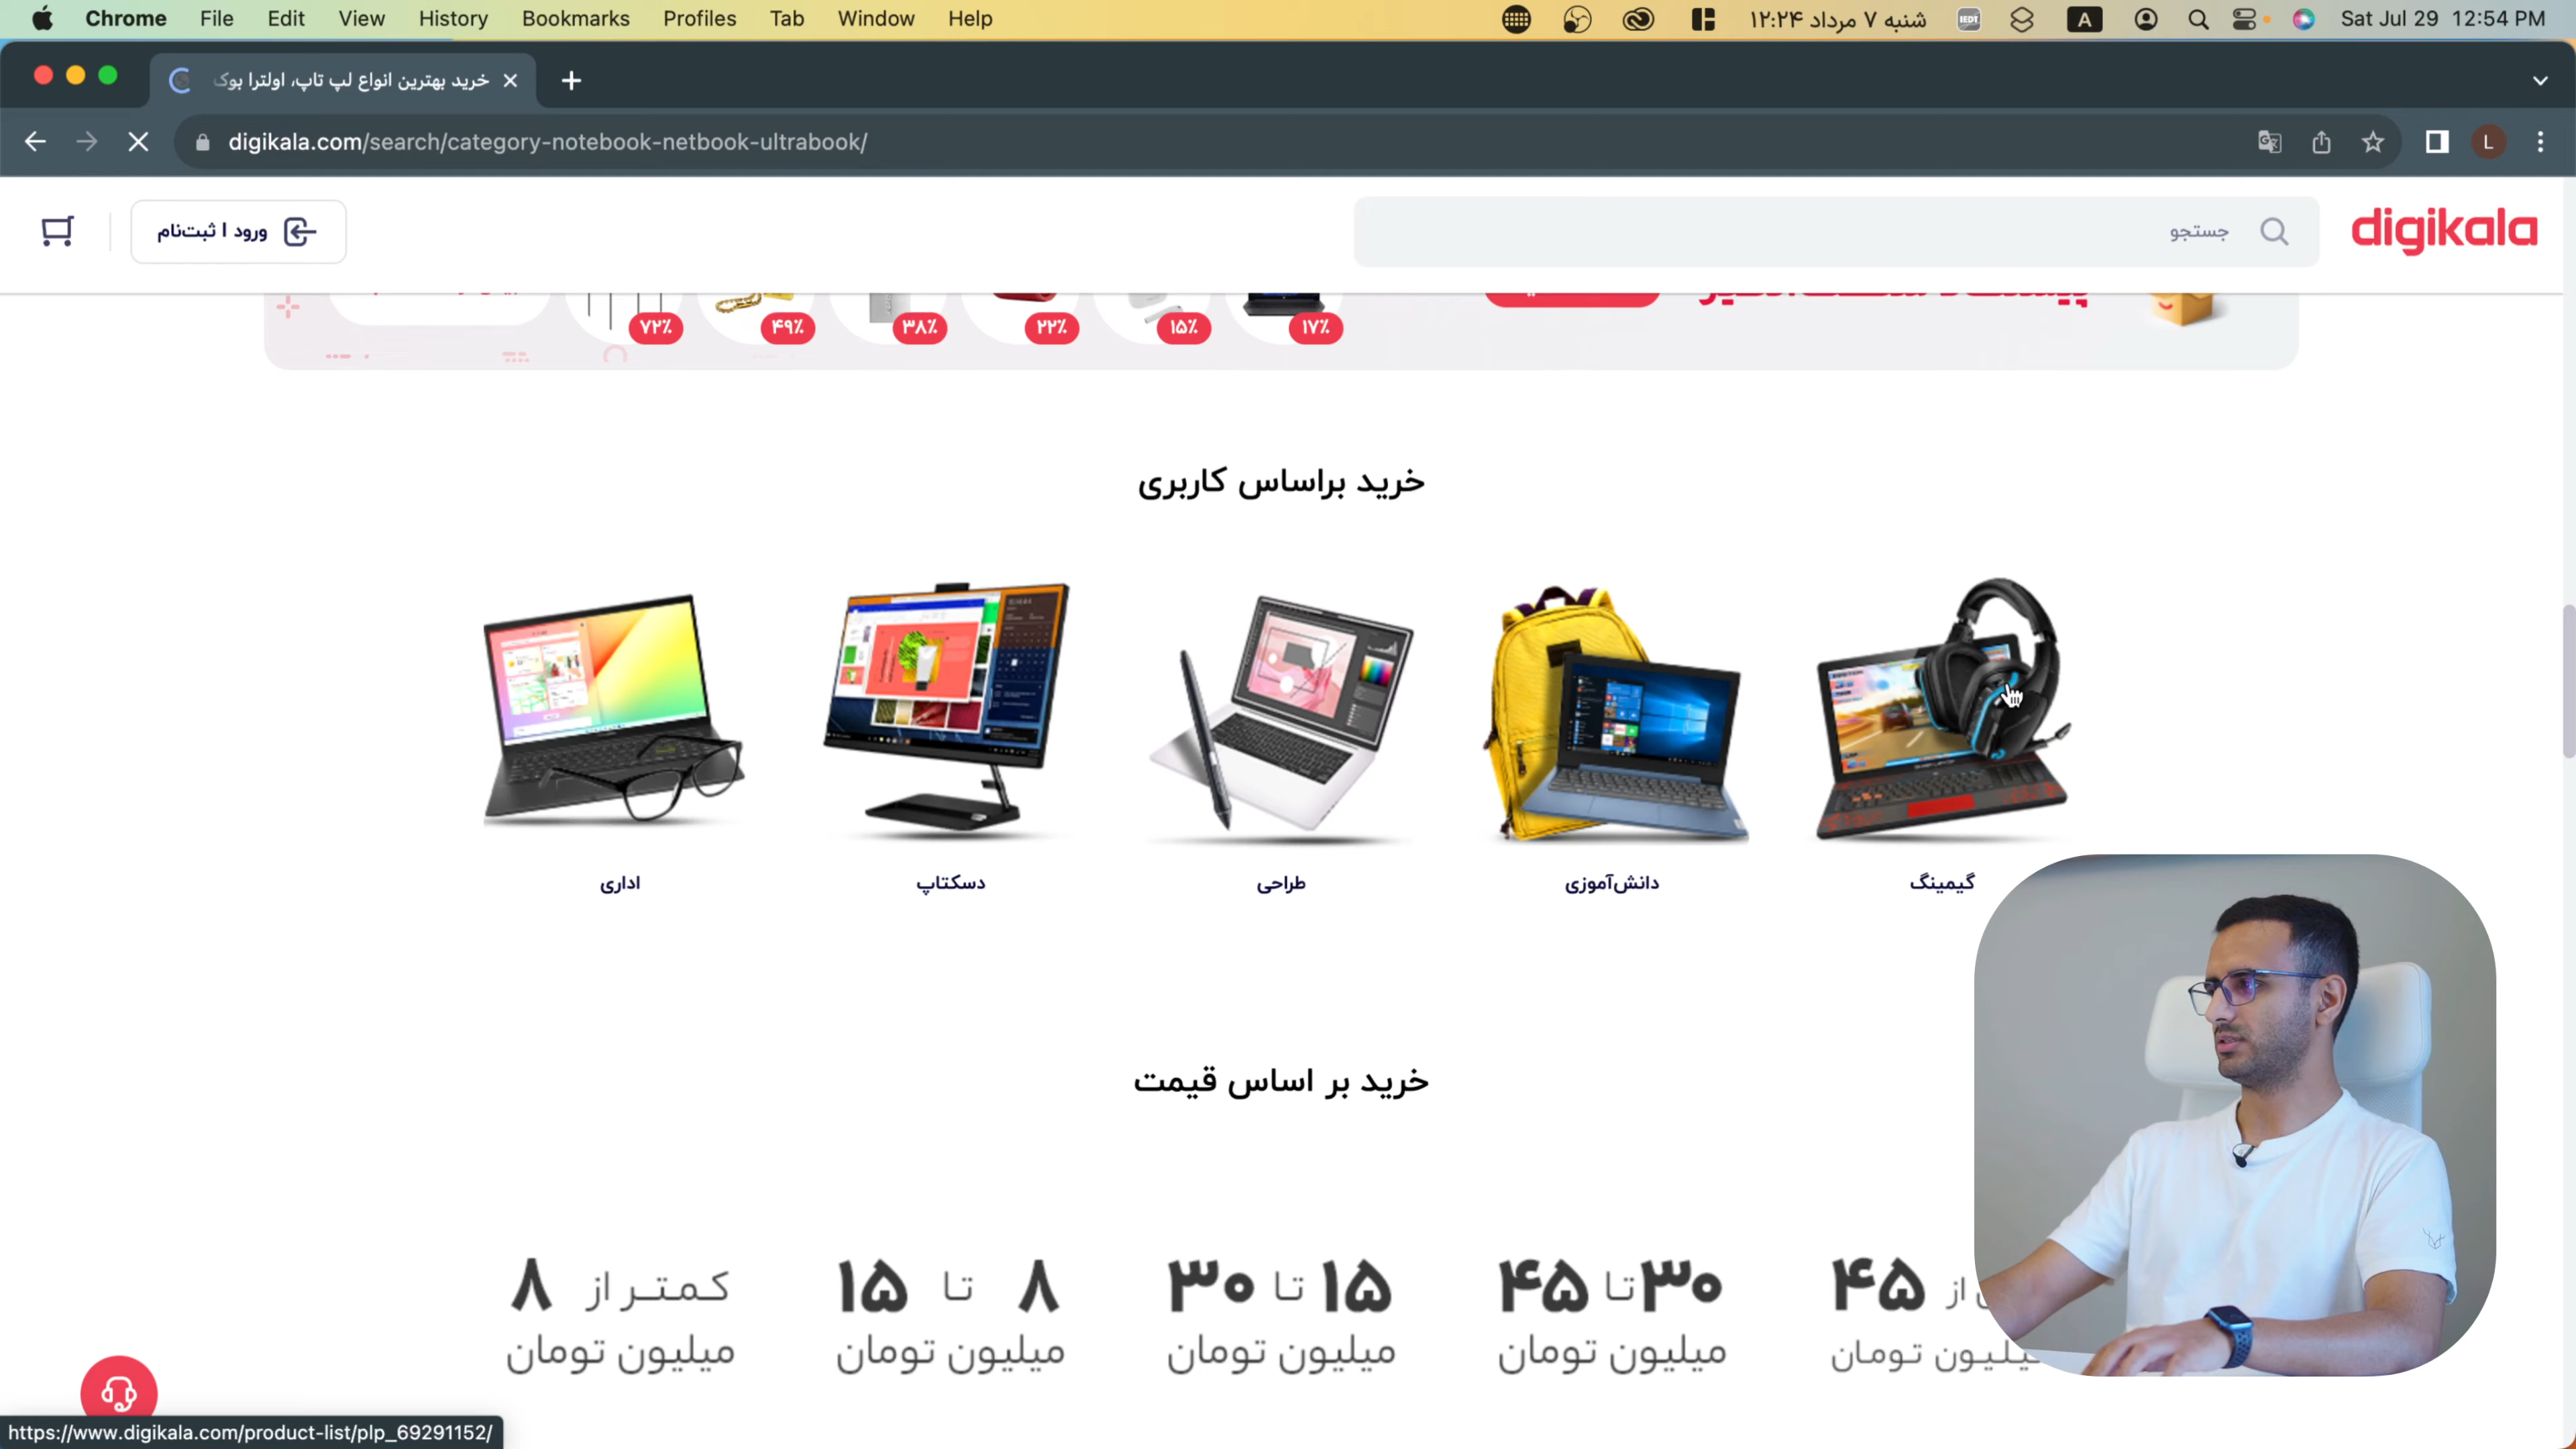 Chrome File Edit View History Bookmarks Profiles Tab Window Help
شنبه ۷ مرداد ۱۲:۲۴
IEDT
A
Sat Jul 29 12:54 PM
خرید بهترین انواع لپ تاپ، اولترا بوک
digikala.com/search/category-notebook-netbook-ultrabook/
L
digikala
جستجو
ورود | ثبت‌نام
۱۷٪
۱۵٪
۲۲٪
۳۸٪
۴۹٪
۷۲٪
خرید براساس کاربری
گیمینگ
دانش‌آموزی
طراحی
دسکتاپ
اداری
خرید بر اساس قیمت
از ۴۵
تومان
۳۰ تا ۴۵
میلیون تومان
۱۵ تا ۳۰
میلیون تومان
۸ تا ۱۵
میلیون تومان
کمتر از ۸
میلیون تومان
https://www.digikala.com/product-list/plp_69291152/